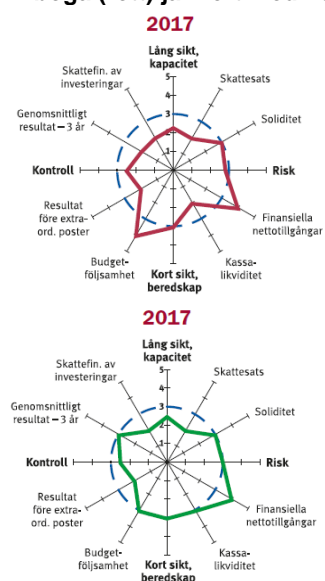 2017
Lång sikt,
kapacitet
Skattefin. av
investeringar
Skattesats
5
4
Genomsnittligt
resultat – 3 år
3
Soliditet
2
1
Kontroll
Risk
Resultat
före extra-
ord. poster
Finansiella
nettotillgångar
Budget-
följsamhet
Kassa-
likviditet
Kort sikt,
beredskap
2017
Lång sikt,
kapacitet
Skattefin. av
investeringar
Skattesats
5
4
Genomsnittligt
resultat – 3 år
3
Soliditet
2
1
Kontroll
Risk
Resultat
före extra-
ord. poster
Finansiella
nettotillgångar
Budget-
följsamhet
Kassa-
likviditet
Kort sikt,
beredskap